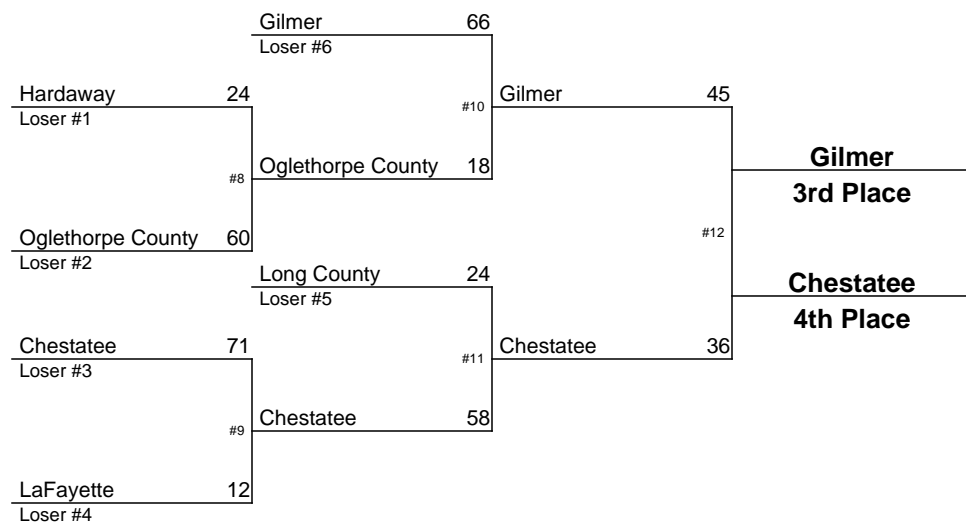 Gilmer 66
Loser #6
Hardaway 24
Loser #1
#10
Gilmer 45
Gilmer
3rd Place
#8
Oglethorpe County 18
#12
Oglethorpe County 60
Loser #2
Long County 24
Loser #5
Chestatee
4th Place
Chestatee 71
Loser #3
#11
Chestatee 36
#9
Chestatee 58
LaFayette 12
Loser #4